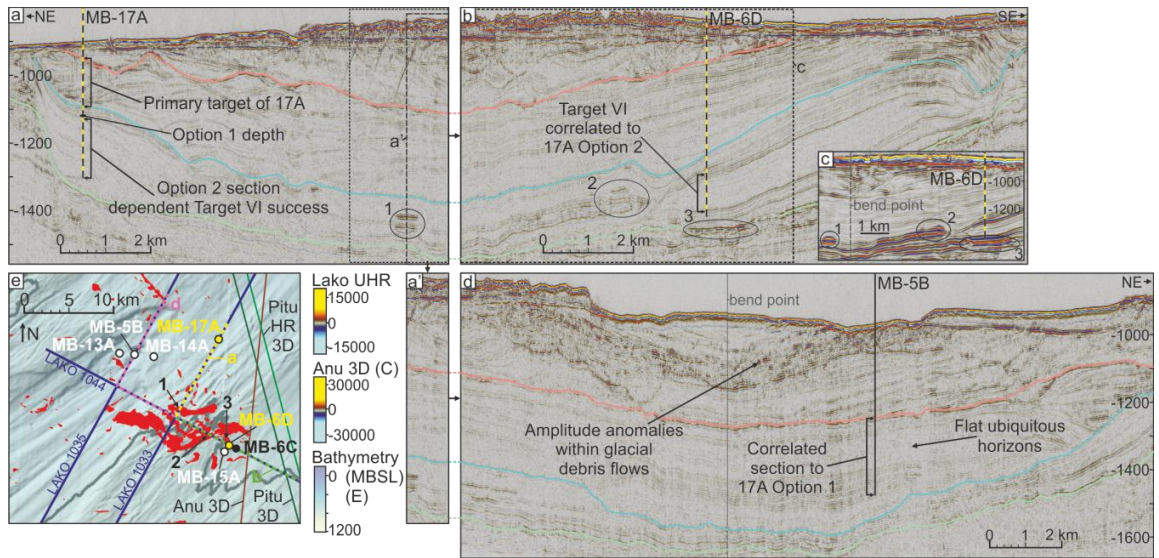 a
NE
MB-17A
-1000
-1200
-1400
Primary target of 17A
Option 1 depth
Option 2 section
dependent Target VI success
a'
1
0
2 km
b
MB-6D
SE
c
Target VI
correlated to
17A Option 2
2
3
0
2 km
c
MB-6D
-1000
-1200
bend point
1 km
1
2
3
e
0
5
10 km
N
d
MB-5B
MB-17A
MB-13A
MB-14A
a
LAKO 1044
1
3
MB-6D
MB-6C
2
MB-15A
b
LAKO 1035
LAKO 1033
Anu 3D
Pitu
3D
Pitu
HR
3D
Lako UHR
15000
0
-15000
Anu 3D (C)
30000
0
-30000
Bathymetry
(MBSL)
(E)
0
1200
a'
d
bend point
MB-5B
NE
-1000
-1200
-1400
-1600
Amplitude anomalies
within glacial
debris flows
Correlated
section to
17A Option 1
Flat ubiquitous
horizons
0
1
2 km